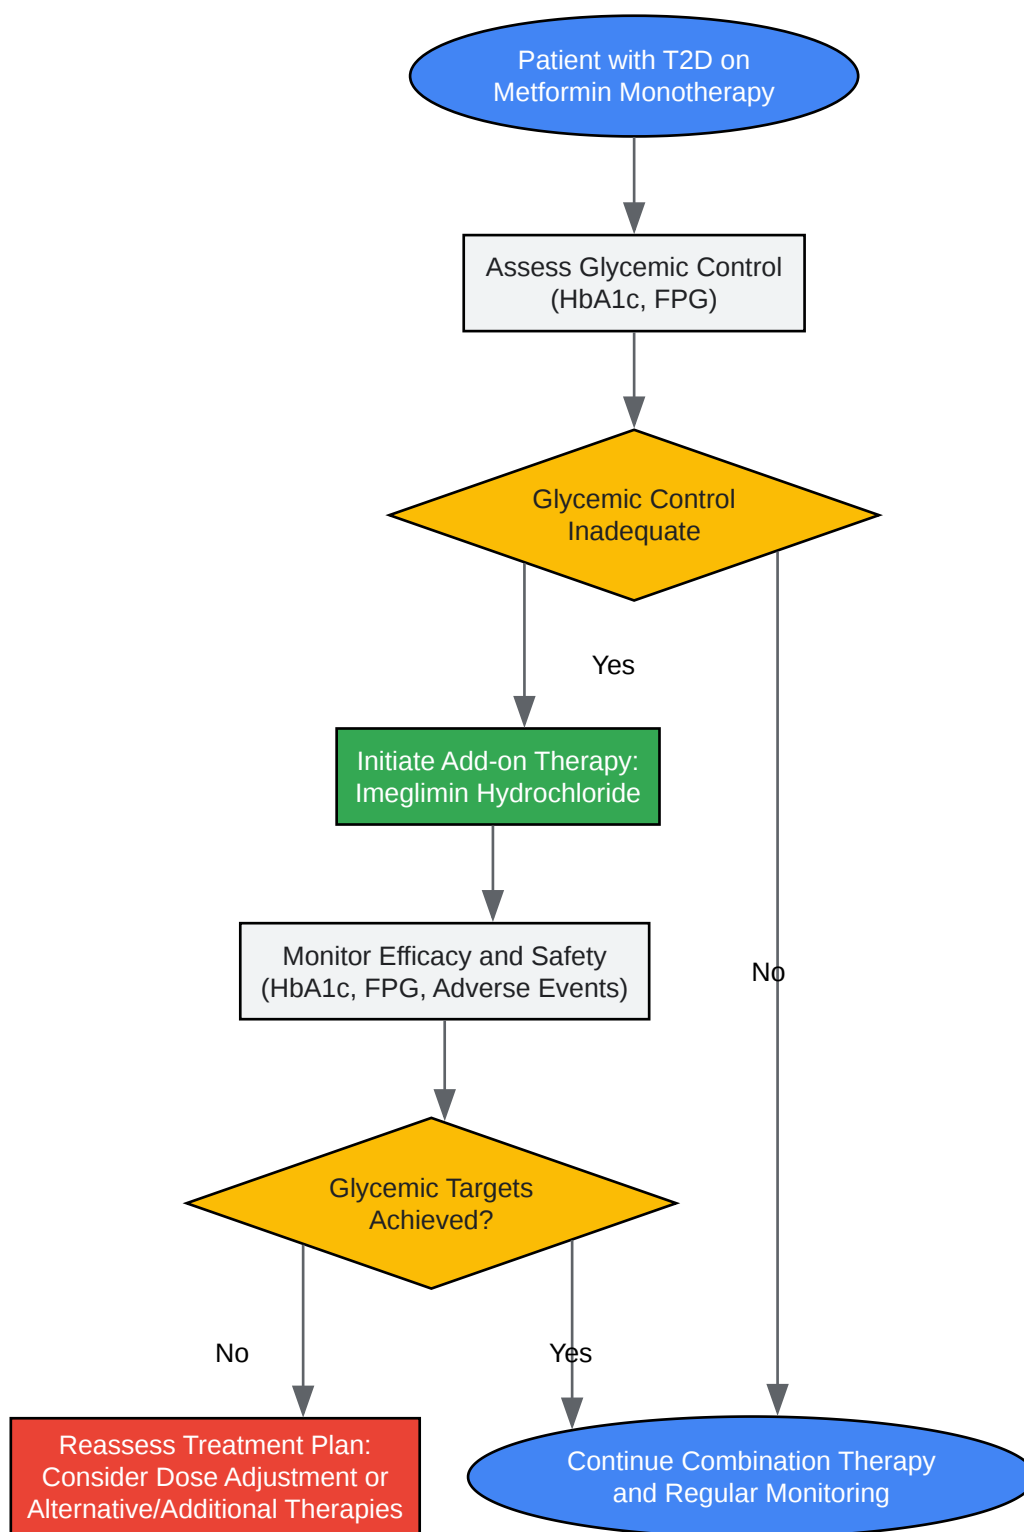 Patient with T2D on
Metformin Monotherapy
Assess Glycemic Control
(HbA1c, FPG)
Glycemic Control
Inadequate
Yes
Initiate Add-on Therapy:
Imeglimin Hydrochloride
Monitor Efficacy and Safety
(HbA1c, FPG, Adverse Events)
No
Glycemic Targets
Achieved?
No
Yes
Reassess Treatment Plan:
Consider Dose Adjustment or
Alternative/Additional Therapies
Continue Combination Therapy
and Regular Monitoring